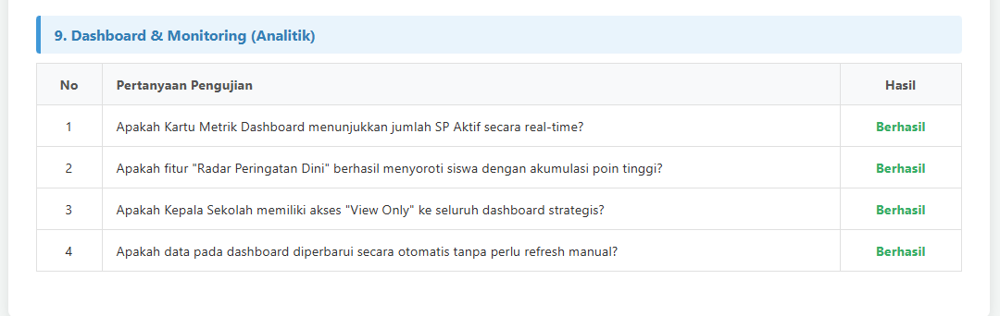 9. Dashboard & Monitoring (Analitik)
No Pertanyaan Pengujian Hasil
1 Apakah Kartu Metrik Dashboard menunjukkan jumlah SP Aktif secara real-time? Berhasil
2 Apakah fitur "Radar Peringatan Dini" berhasil menyoroti siswa dengan akumulasi poin tinggi? Berhasil
3 Apakah Kepala Sekolah memiliki akses "View Only" ke seluruh dashboard strategis? Berhasil
4 Apakah data pada dashboard diperbarui secara otomatis tanpa perlu refresh manual? Berhasil